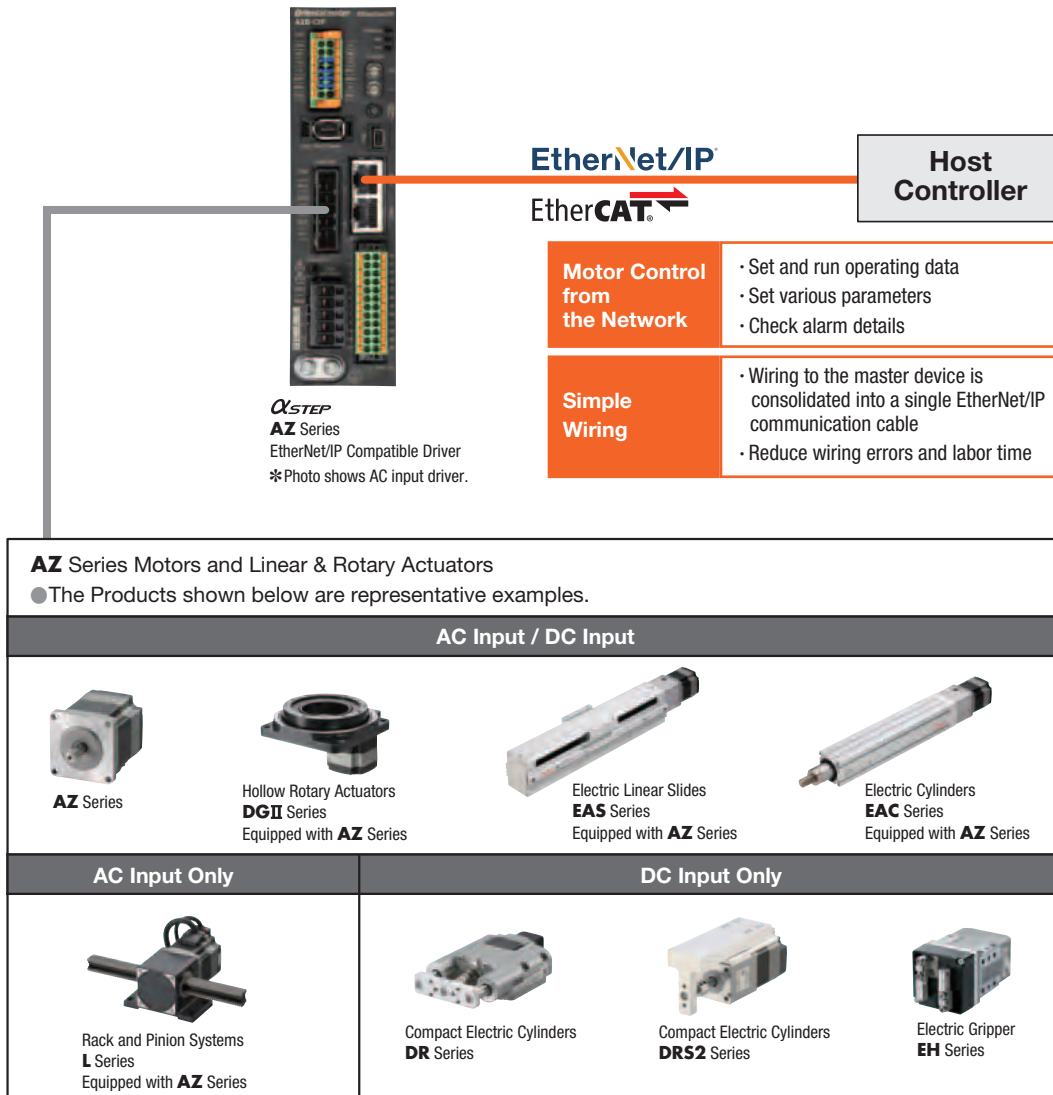 EtherNet/IP
EtherCAT®
Host
Controller
Motor Control
from
the Network
・Set and run operating data
・Set various parameters
・Check alarm details
Simple
Wiring
・Wiring to the master device is
consolidated into a single EtherNet/IP
communication cable
・Reduce wiring errors and labor time
αSTEP
AZ Series
EtherNet/IP Compatible Driver
✻Photo shows AC input driver.
AZ Series Motors and Linear & Rotary Actuators
●The Products shown below are representative examples.
AC Input / DC Input
AZ Series
Hollow Rotary Actuators
DGⅡ Series
Equipped with AZ Series
Electric Linear Slides
EAS Series
Equipped with AZ Series
Electric Cylinders
EAC Series
Equipped with AZ Series
AC Input Only
DC Input Only
Rack and Pinion Systems
L Series
Equipped with AZ Series
Compact Electric Cylinders
DR Series
Compact Electric Cylinders
DRS2 Series
Electric Gripper
EH Series